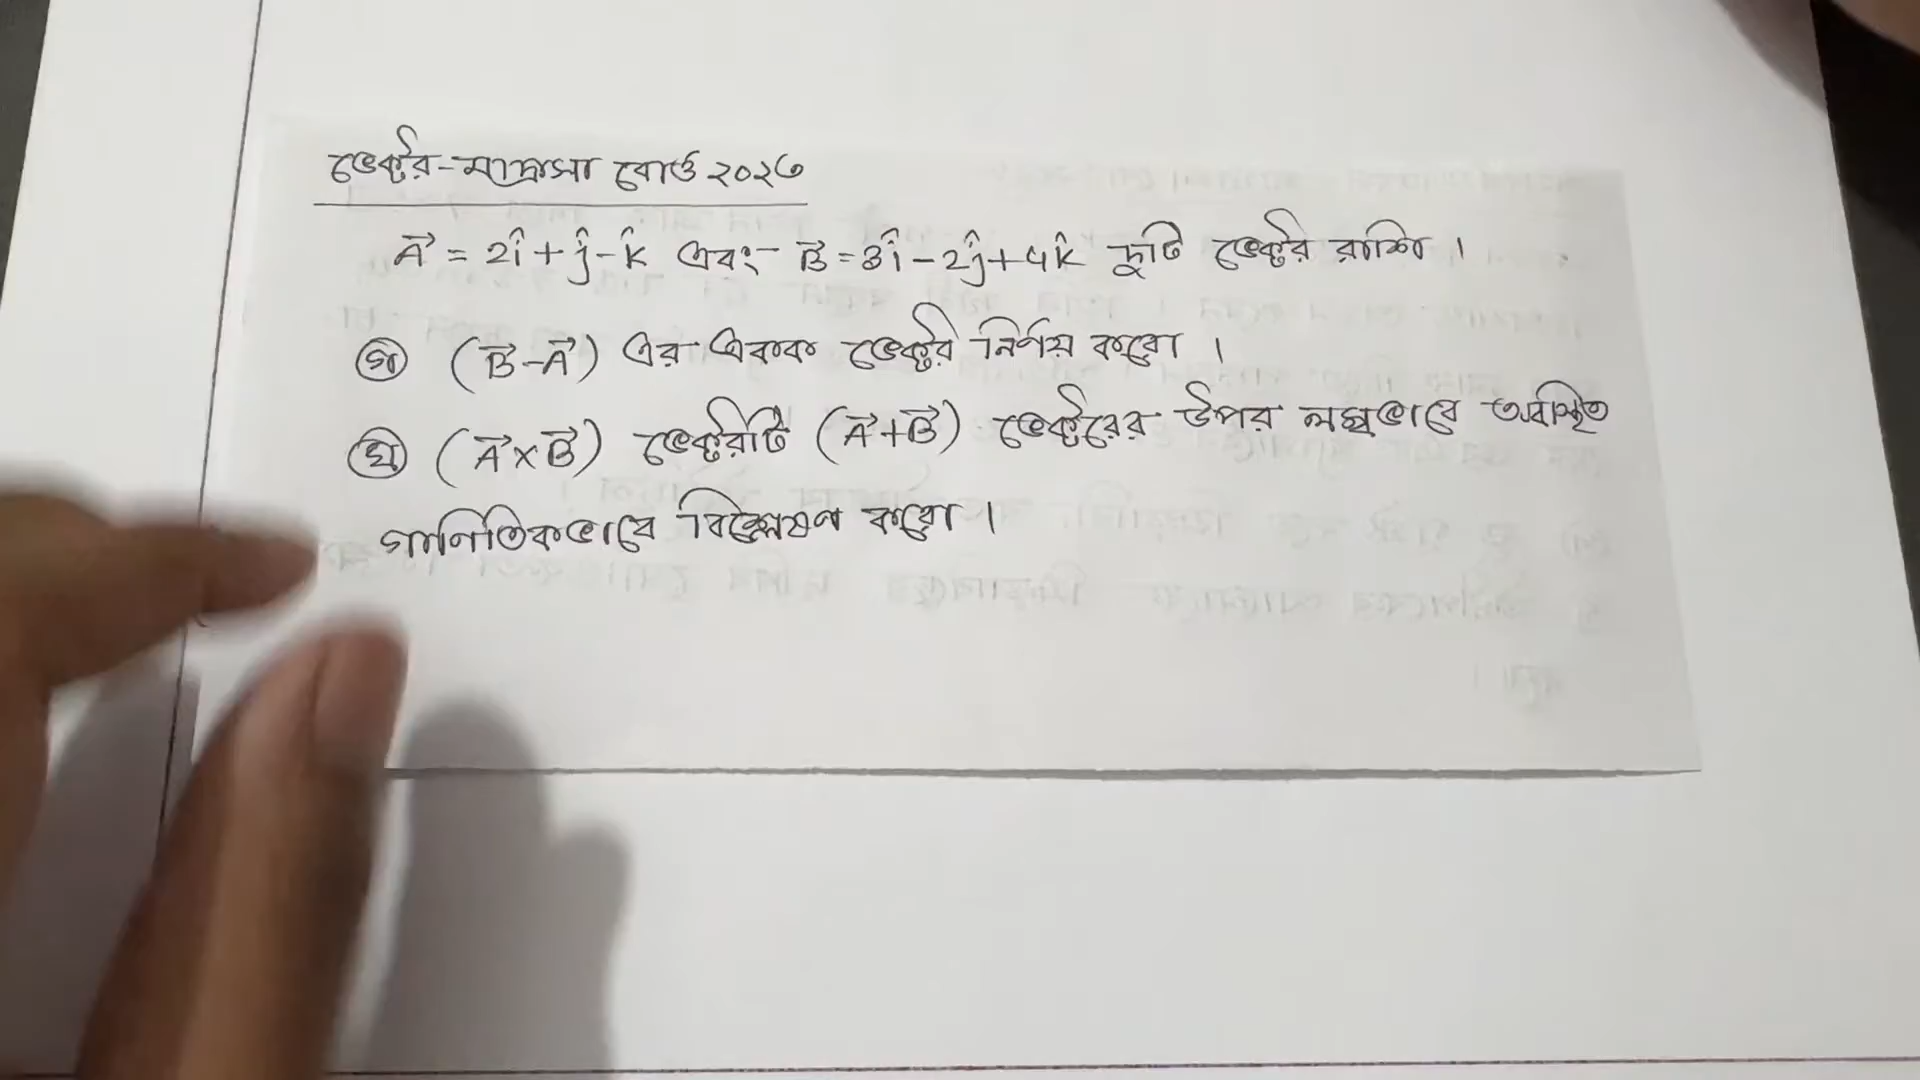 ভেক্টর-মাদ্রাসা বোর্ড ২০২৩
A⃗ = 2î + ĵ - k̂ এবং B⃗ = 3î - 2ĵ + 4k̂ দুটি ভেক্টর রাশি ।
গ (B⃗ - A⃗) এর একক ভেক্টর নির্ণয় করো ।
ঘ (A⃗ × B⃗) ভেক্টরটি (A⃗ + B⃗) ভেক্টরের উপর লম্বভাবে অবস্থিত
গাণিতিকভাবে বিশ্লেষণ করো ।